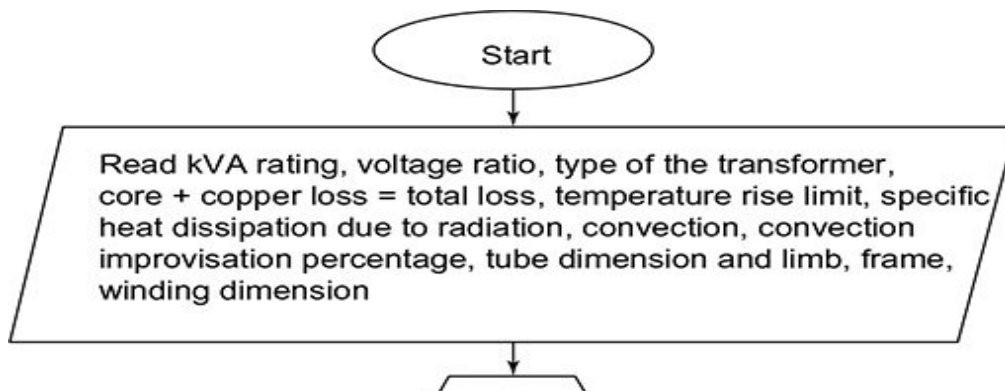 Start
Read kVA rating, voltage ratio, type of the transformer,
core + copper loss = total loss, temperature rise limit, specific
heat dissipation due to radiation, convection, convection
improvisation percentage, tube dimension and limb, frame,
winding dimension